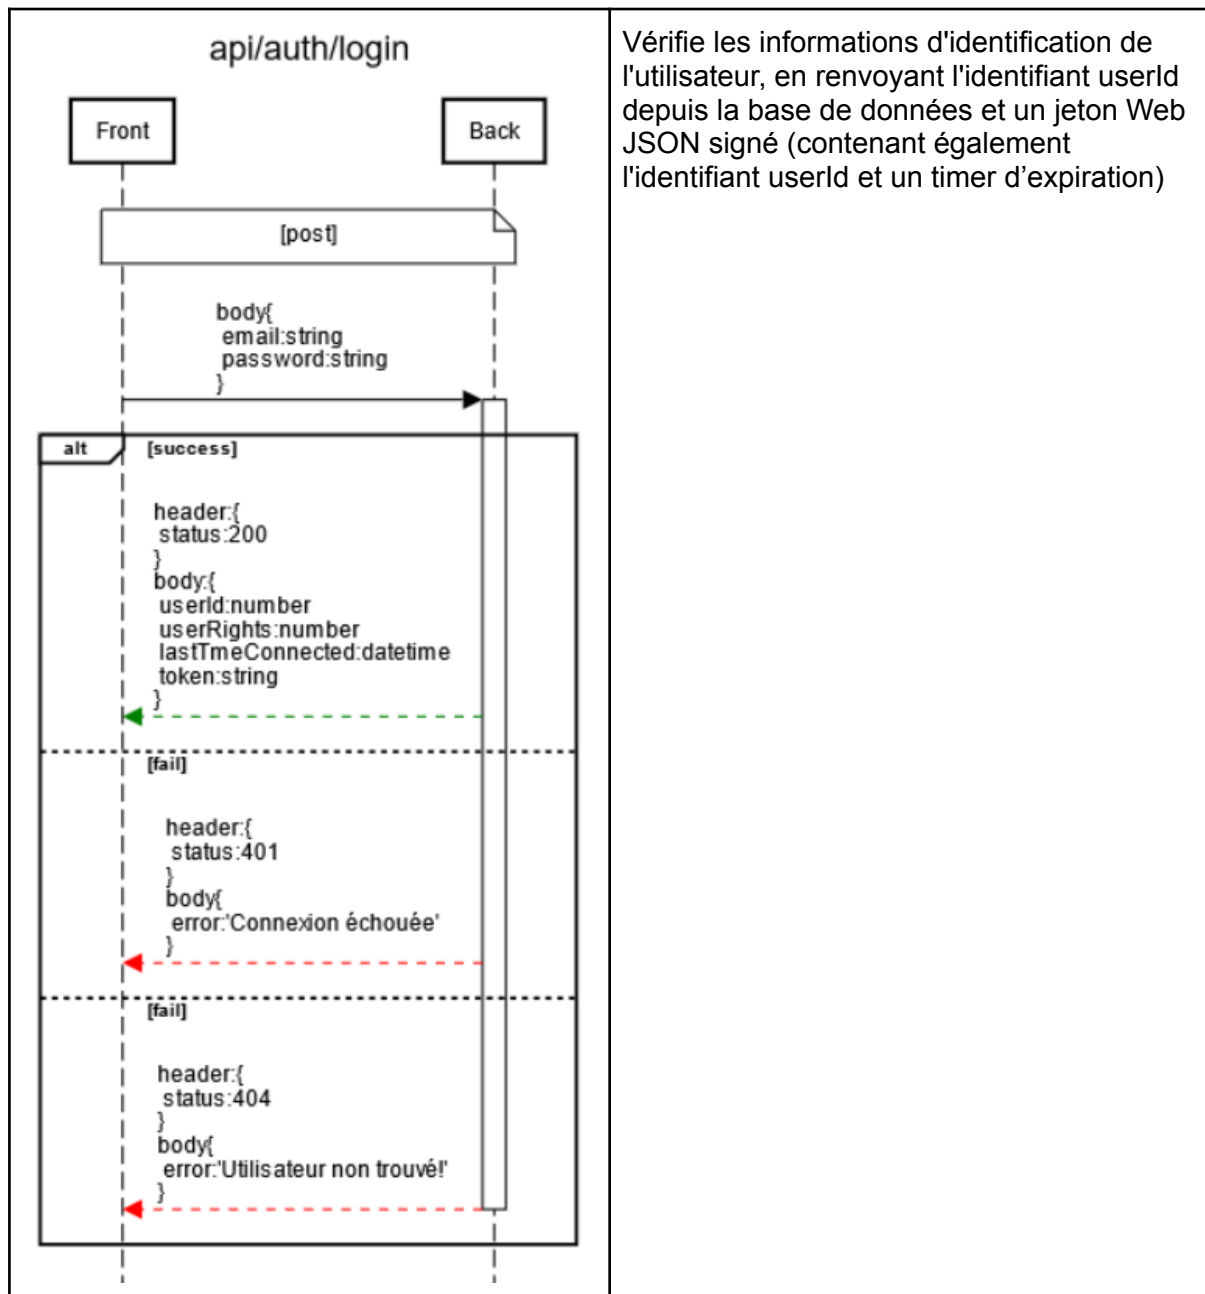 api/auth/login
Front
Back
[post]
body{
email:string
password:string
}
alt
[success]
header:{
status:200
}
body:{
userId:number
userRights:number
lastTmeConnected:datetime
token:string
}
[fail]
header:{
status:401
}
body{
error:'Connexion échouée'
}
[fail]
header:{
status:404
}
body{
error:'Utilisateur non trouvé!'
}
Vérifie les informations d'identification de
l'utilisateur, en renvoyant l'identifiant userId
depuis la base de données et un jeton Web
JSON signé (contenant également
l'identifiant userId et un timer d’expiration)